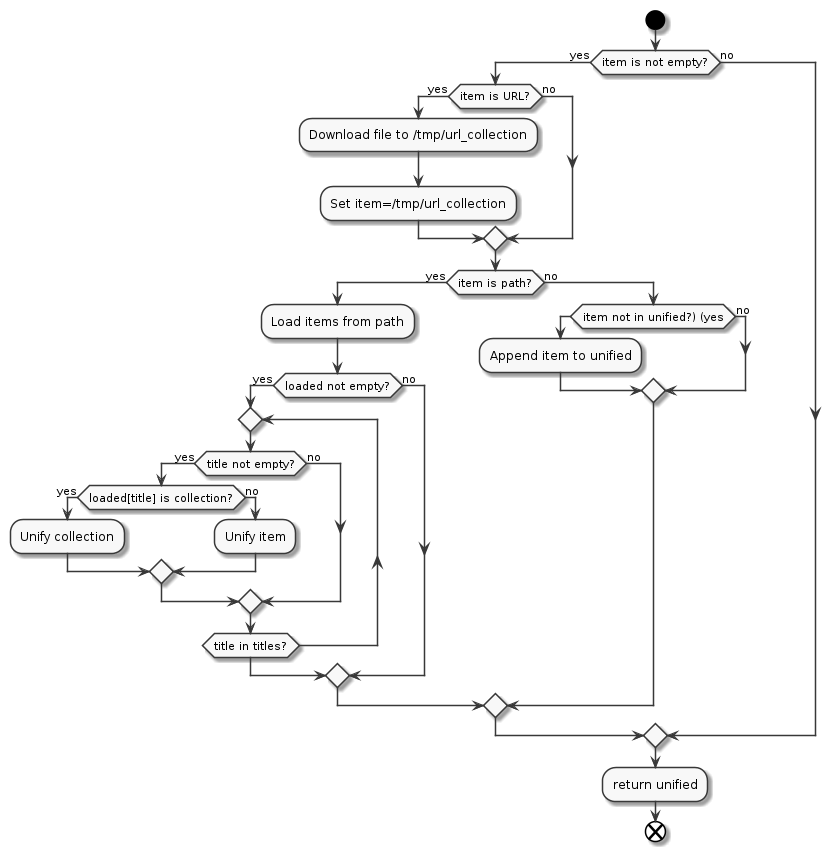 item is not empty?
yes
no
item is URL?
yes
no
Download file to /tmp/url_collection
Set item=/tmp/url_collection
item is path?
yes
no
Load items from path
item not in unified?) (yes
no
Append item to unified
loaded not empty?
yes
no
title not empty?
yes
no
loaded[title] is collection?
yes
no
Unify collection
Unify item
title in titles?
return unified